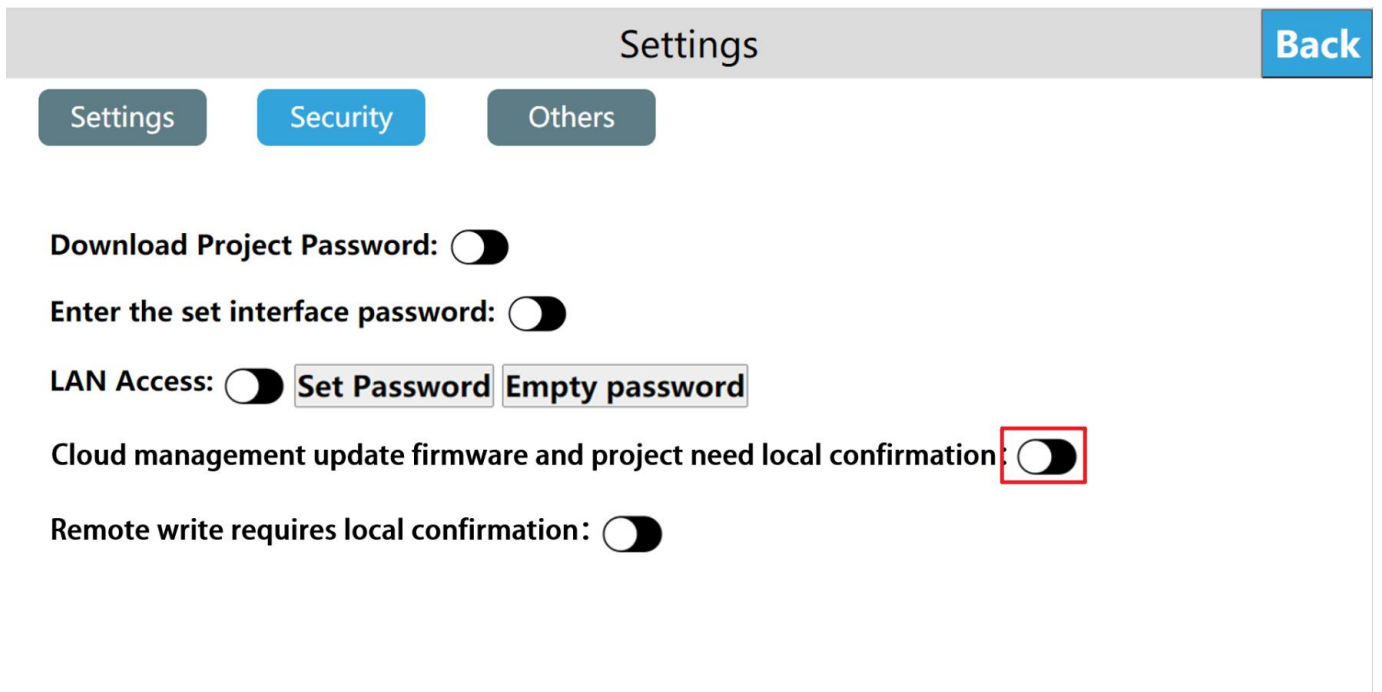 Settings
Back
Settings
Security
Others
Download Project Password:
Enter the set interface password:
LAN Access:
Set Password
Empty password
Cloud management update firmware and project need local confirmation:
Remote write requires local confirmation: